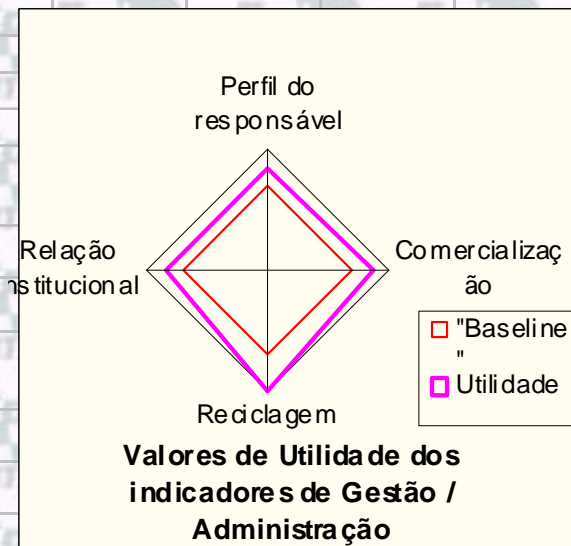 Perfil do
responsável
Relação
nstitucional
Comercializaç
ão
"Baseline
"
Utilidade
Reciclagem
Valores de Utilidade dos
indicadores de Gestão /
Administração